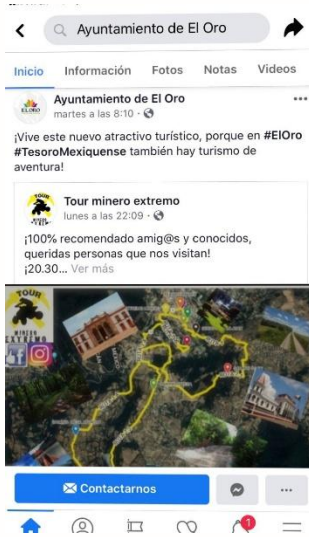 Ayuntamiento de El Oro
Inicio Información Fotos Notas Videos
Ayuntamiento de El Oro
martes a las 8:10 ·
¡Vive este nuevo atractivo turístico, porque en #ElOro
#TesoroMexiquense también hay turismo de
aventura!
Tour minero extremo
lunes a las 22:09 ·
¡100% recomendado amig@s y conocidos,
queridas personas que nos visitan!
¡20.30... Ver más
TOUR
MINERO
EXTREMO
Contactarnos
1